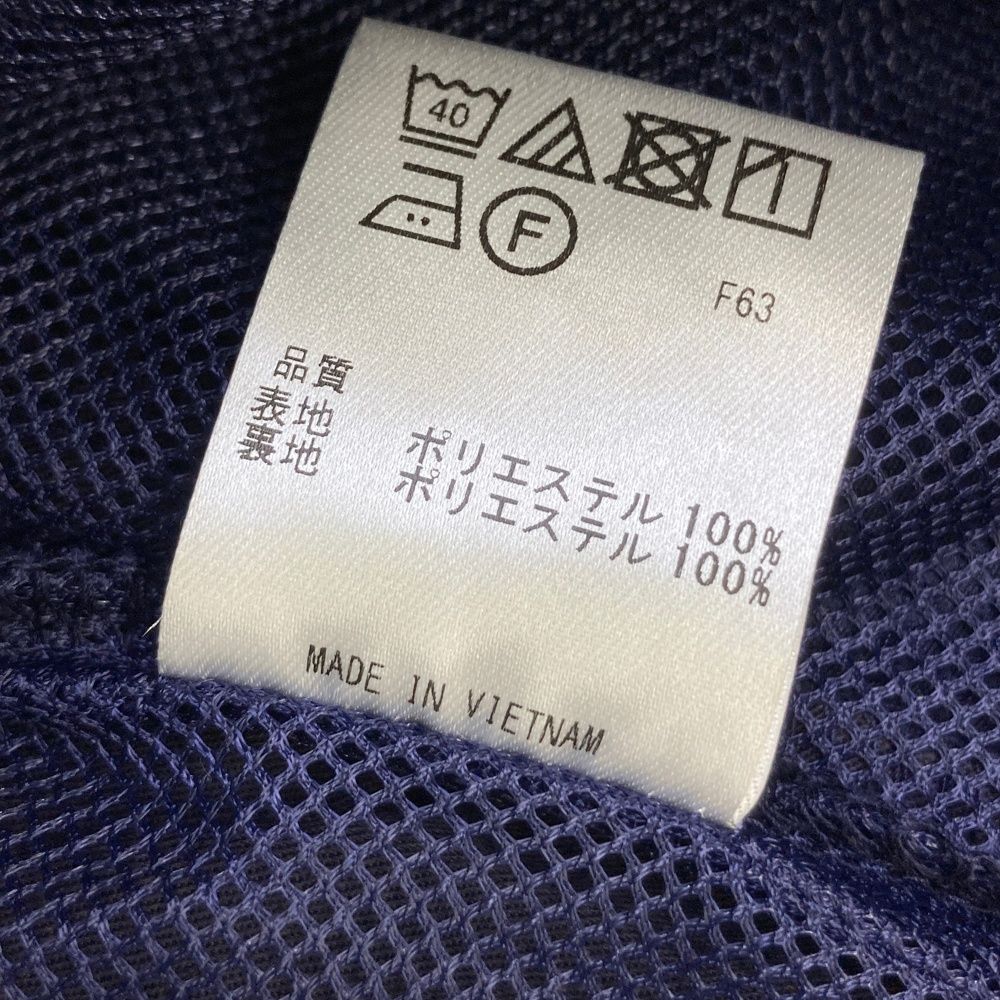 40
F
F63
品質
表地 ポリエステル 100%
裏地 ポリエステル 100%
MADE IN VIETNAM